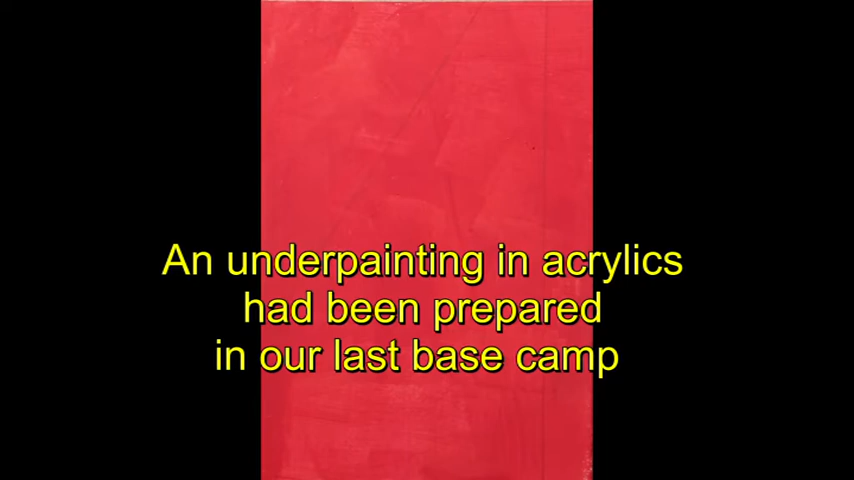 An underpainting in acrylics
had been prepared
in our last base camp